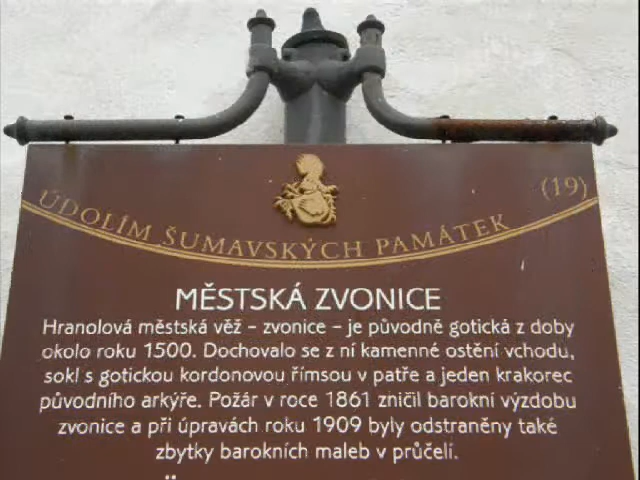 (19)
ÚDOLÍM ŠUMAVSKÝCH PAMÁTEK
MĚSTSKÁ ZVONICE
Hranolová městská věž – zvonice – je původně gotická z doby
okolo roku 1500. Dochovalo se z ní kamenné ostění vchodu,
sokl s gotickou kordonovou římsou v patře a jeden krakorec
původního arkýře. Požár v roce 1861 zničil barokní výzdobu
zvonice a při úpravách roku 1909 byly odstraněny také
zbytky barokních maleb v průčelí.